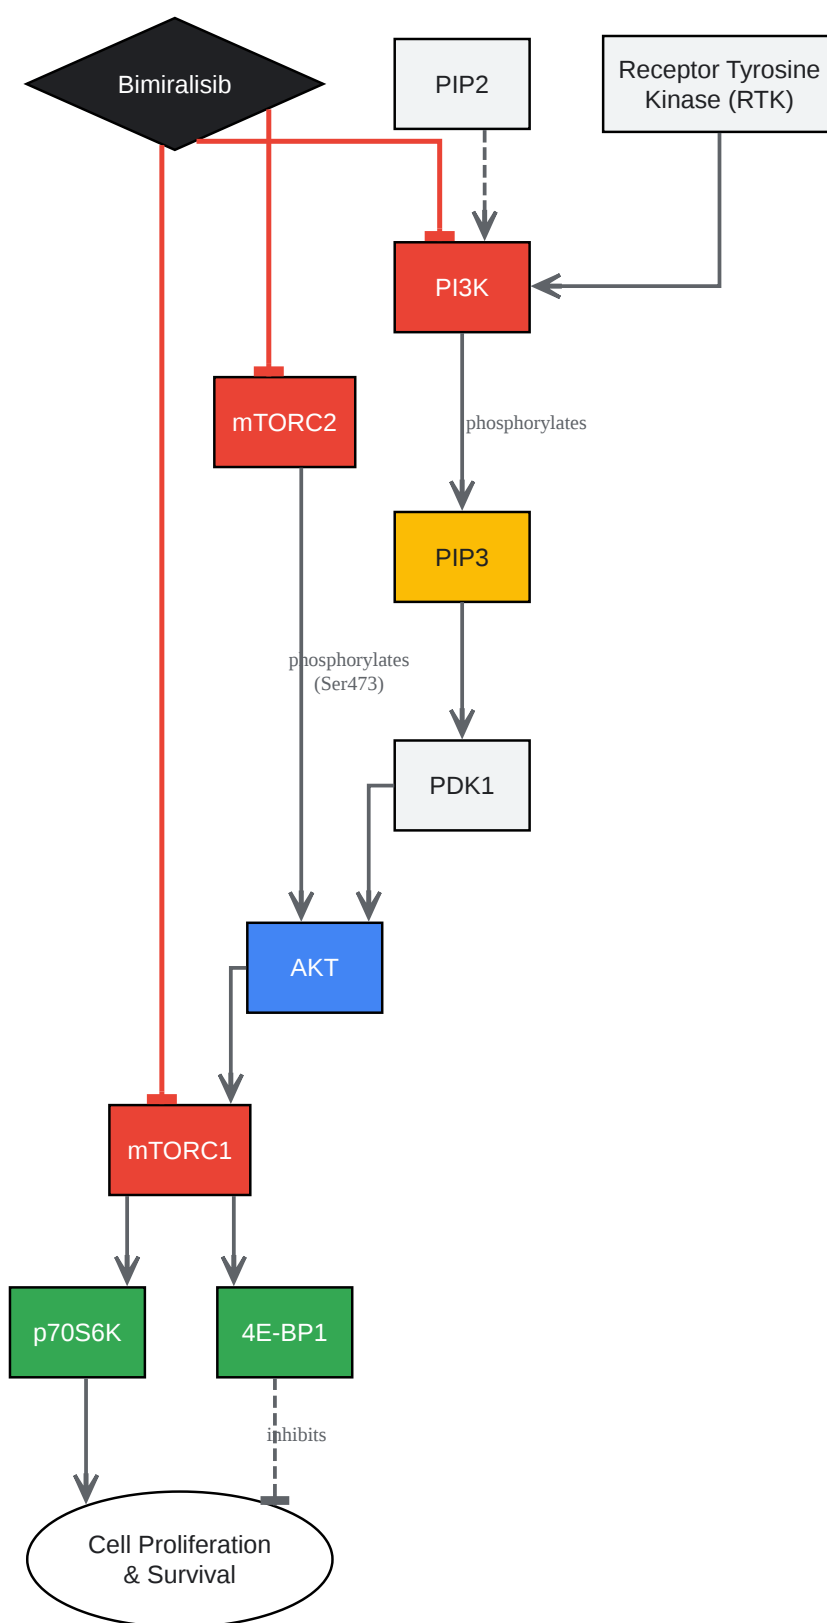 Bimiralisib
PIP2
Receptor Tyrosine
Kinase (RTK)
PI3K
mTORC2
phosphorylates
PIP3
phosphorylates
(Ser473)
PDK1
AKT
mTORC1
p70S6K
4E-BP1
inhibits
Cell Proliferation
& Survival